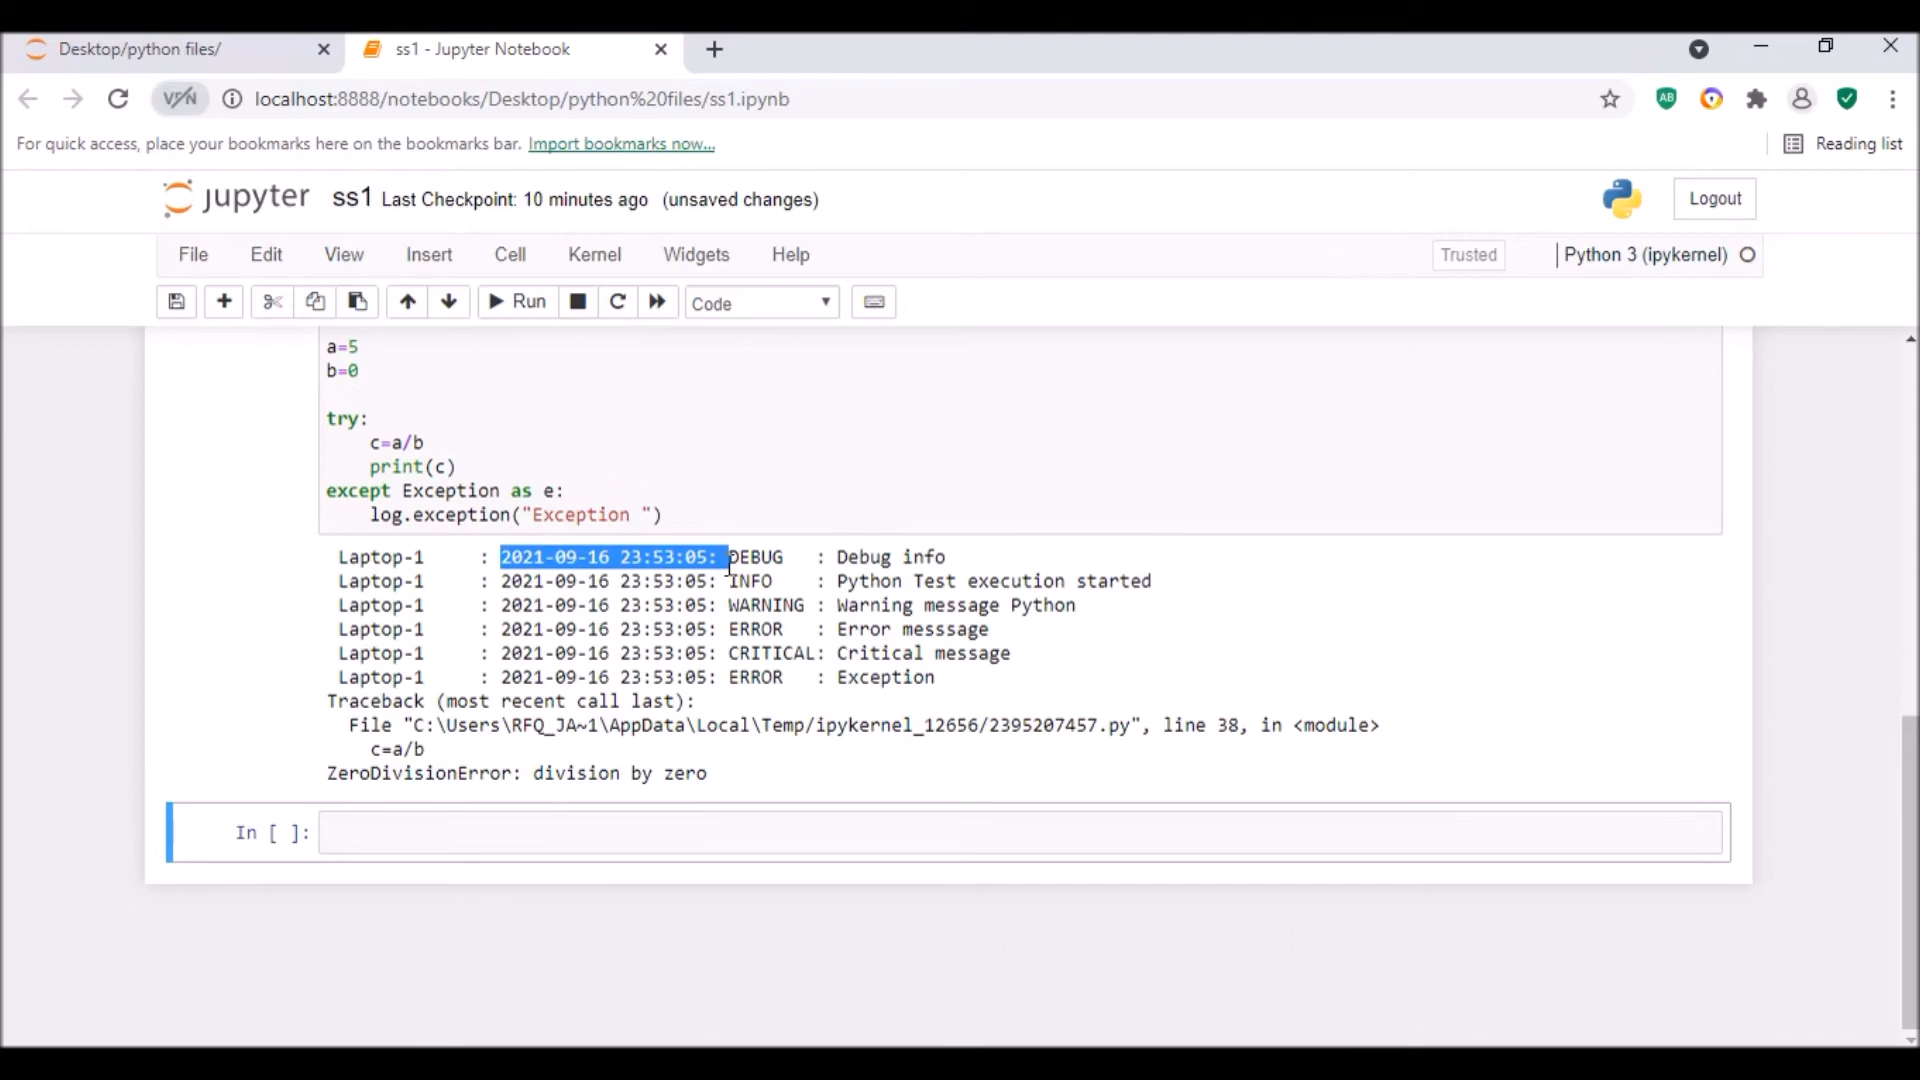 Desktop/python files/
ss1 - Jupyter Notebook
VPN
localhost:8888/notebooks/Desktop/python%20files/ss1.ipynb
AB
For quick access, place your bookmarks here on the bookmarks bar. Import bookmarks now...
Reading list
jupyter ss1 Last Checkpoint: 10 minutes ago (unsaved changes)
Logout
File Edit View Insert Cell Kernel Widgets Help
Trusted
Python 3 (ipykernel)
Run
Code
a=5
b=0
try:
    c=a/b
    print(c)
except Exception as e:
    log.exception("Exception ")
Laptop-1 : 2021-09-16 23:53:05: DEBUG : Debug info
Laptop-1 : 2021-09-16 23:53:05: INFO : Python Test execution started
Laptop-1 : 2021-09-16 23:53:05: WARNING : Warning message Python
Laptop-1 : 2021-09-16 23:53:05: ERROR : Error messsage
Laptop-1 : 2021-09-16 23:53:05: CRITICAL: Critical message
Laptop-1 : 2021-09-16 23:53:05: ERROR : Exception
Traceback (most recent call last):
  File "C:\Users\RFQ_JA~1\AppData\Local\Temp/ipykernel_12656/2395207457.py", line 38, in <module>
    c=a/b
ZeroDivisionError: division by zero
In [ ]: